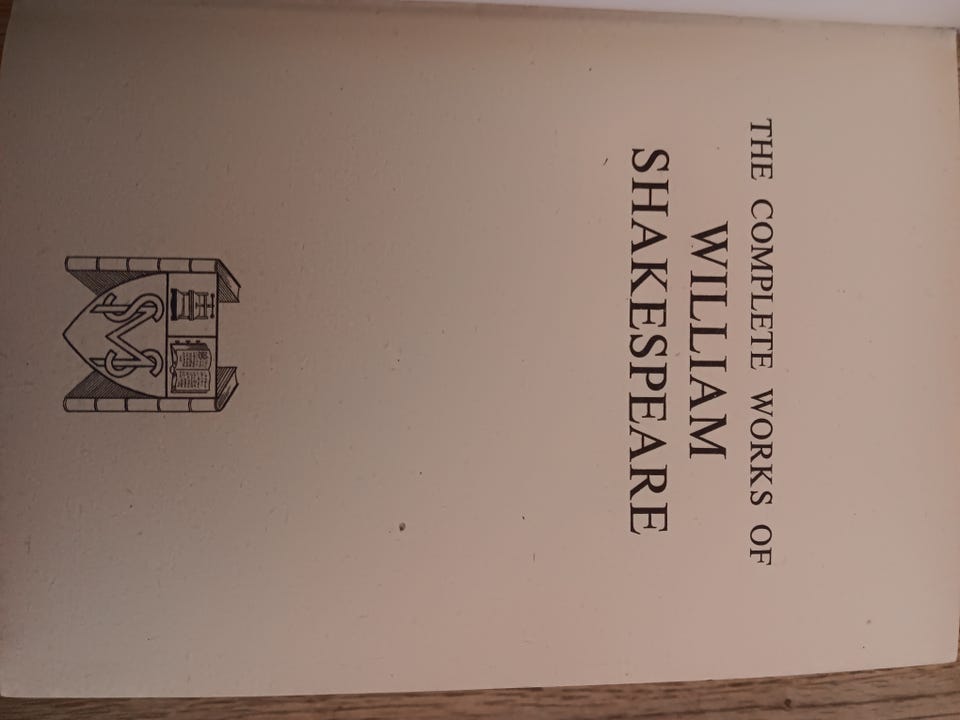 THE COMPLETE WORKS OF
WILLIAM
SHAKESPEARE